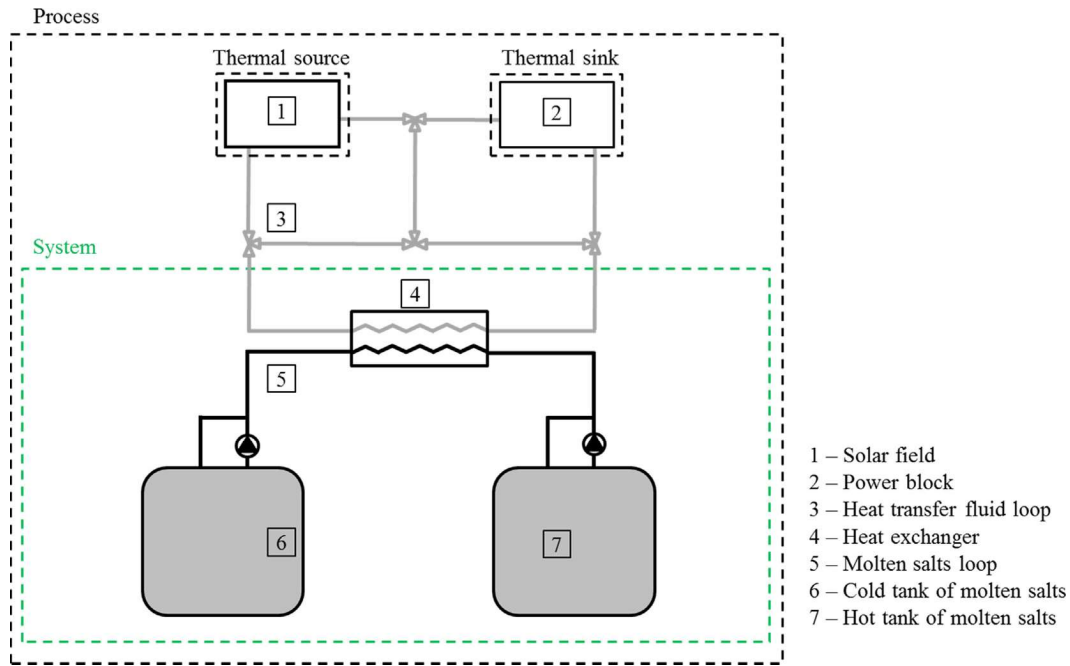 Process
Thermal source
Thermal sink
1
2
3
System
4
5
6
7
1 – Solar field
2 – Power block
3 – Heat transfer fluid loop
4 – Heat exchanger
5 – Molten salts loop
6 – Cold tank of molten salts
7 – Hot tank of molten salts